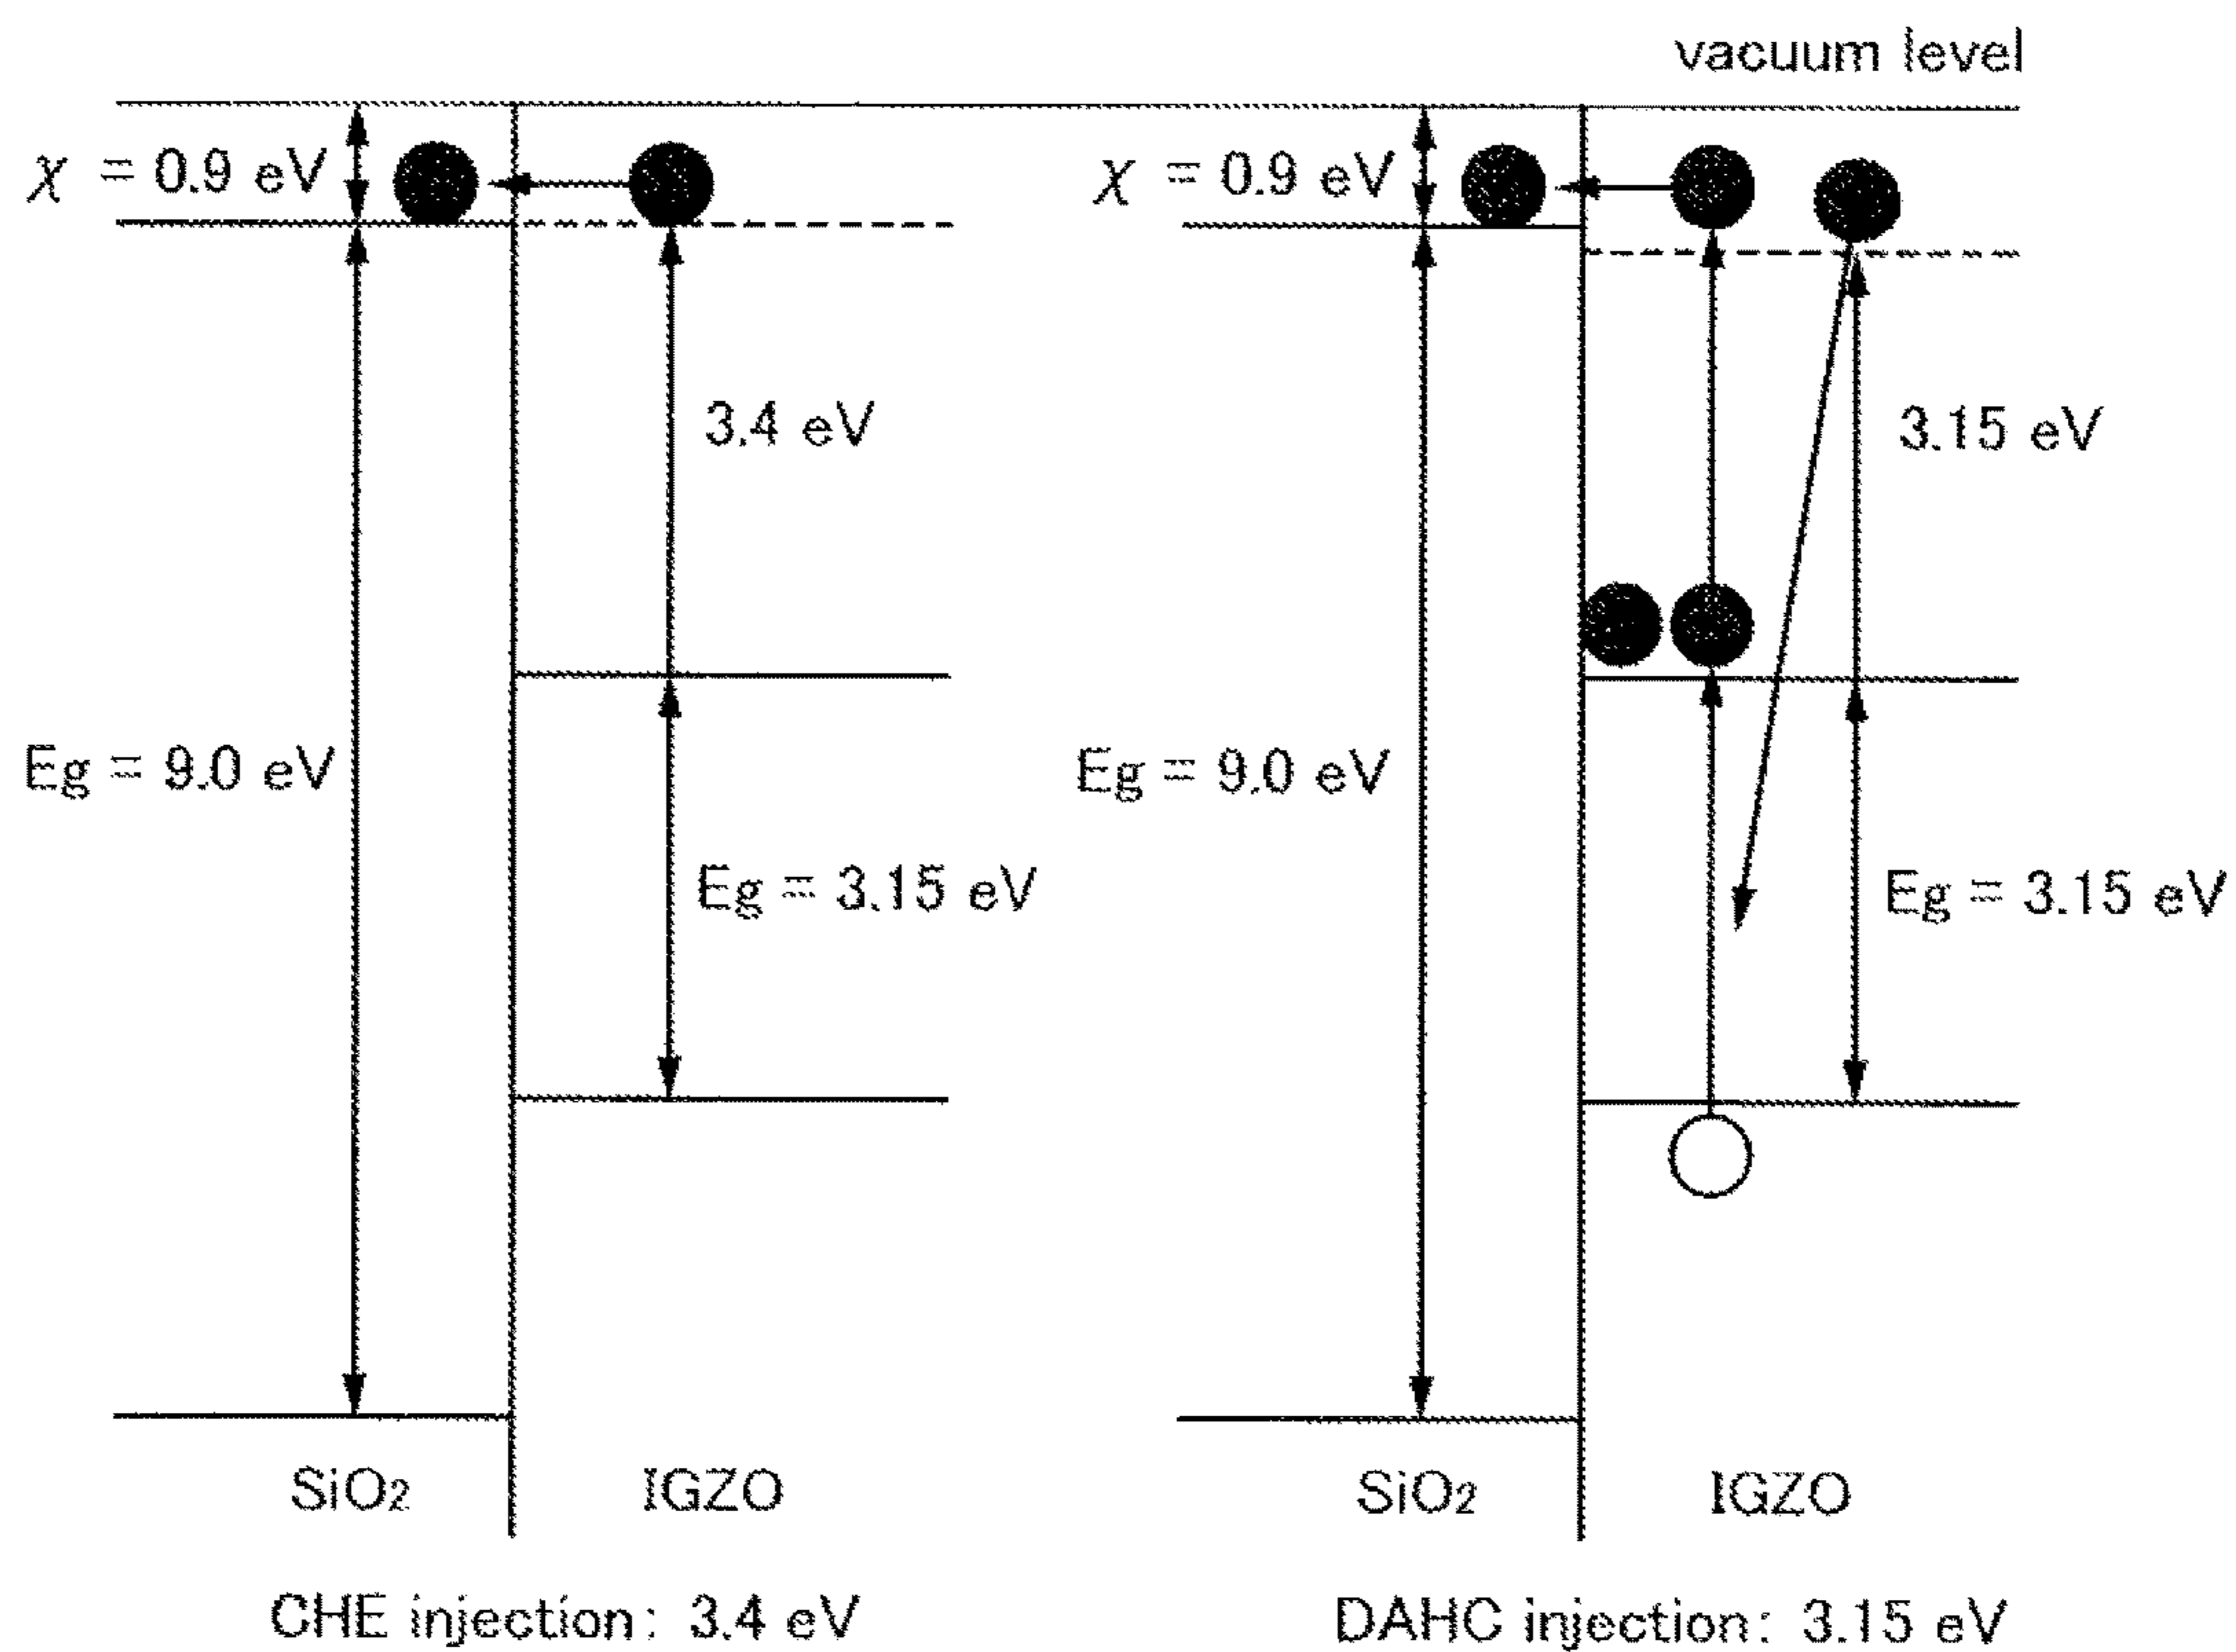 vacuum level
χ = 0.9 eV
3.4 eV
Eg = 9.0 eV
Eg = 3.15 eV
SiO2
IGZO
CHE injection: 3.4 eV
χ = 0.9 eV
3.15 eV
Eg = 9.0 eV
Eg = 3.15 eV
SiO2
IGZO
DAHC injection: 3.15 eV